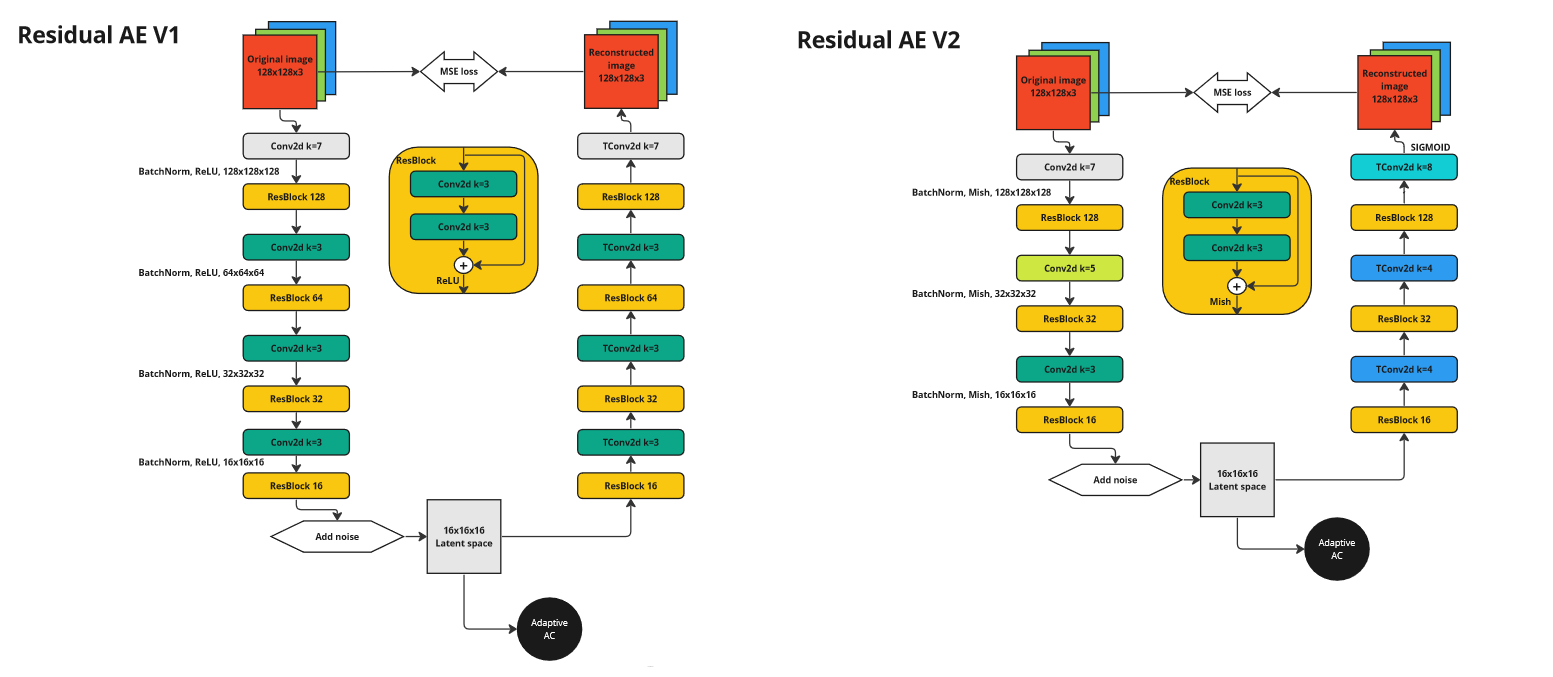 Residual AE V1
Original image
128x128x3
MSE loss
Reconstructed
image
128x128x3
Conv2d k=7
BatchNorm, ReLU, 128x128x128
ResBlock 128
Conv2d k=3
BatchNorm, ReLU, 64x64x64
ResBlock 64
Conv2d k=3
BatchNorm, ReLU, 32x32x32
ResBlock 32
Conv2d k=3
BatchNorm, ReLU, 16x16x16
ResBlock 16
Add noise
16x16x16
Latent space
Adaptive
AC
ResBlock
Conv2d k=3
Conv2d k=3
+
ReLU
TConv2d k=7
ResBlock 128
TConv2d k=3
ResBlock 64
TConv2d k=3
ResBlock 32
TConv2d k=3
ResBlock 16
Residual AE V2
Original image
128x128x3
MSE loss
Reconstructed
image
128x128x3
Conv2d k=7
BatchNorm, Mish, 128x128x128
ResBlock 128
Conv2d k=5
BatchNorm, Mish, 32x32x32
ResBlock 32
Conv2d k=3
BatchNorm, Mish, 16x16x16
ResBlock 16
Add noise
16x16x16
Latent space
Adaptive
AC
ResBlock
Conv2d k=3
Conv2d k=3
+
Mish
SIGMOID
TConv2d k=8
ResBlock 128
TConv2d k=4
ResBlock 32
TConv2d k=4
ResBlock 16